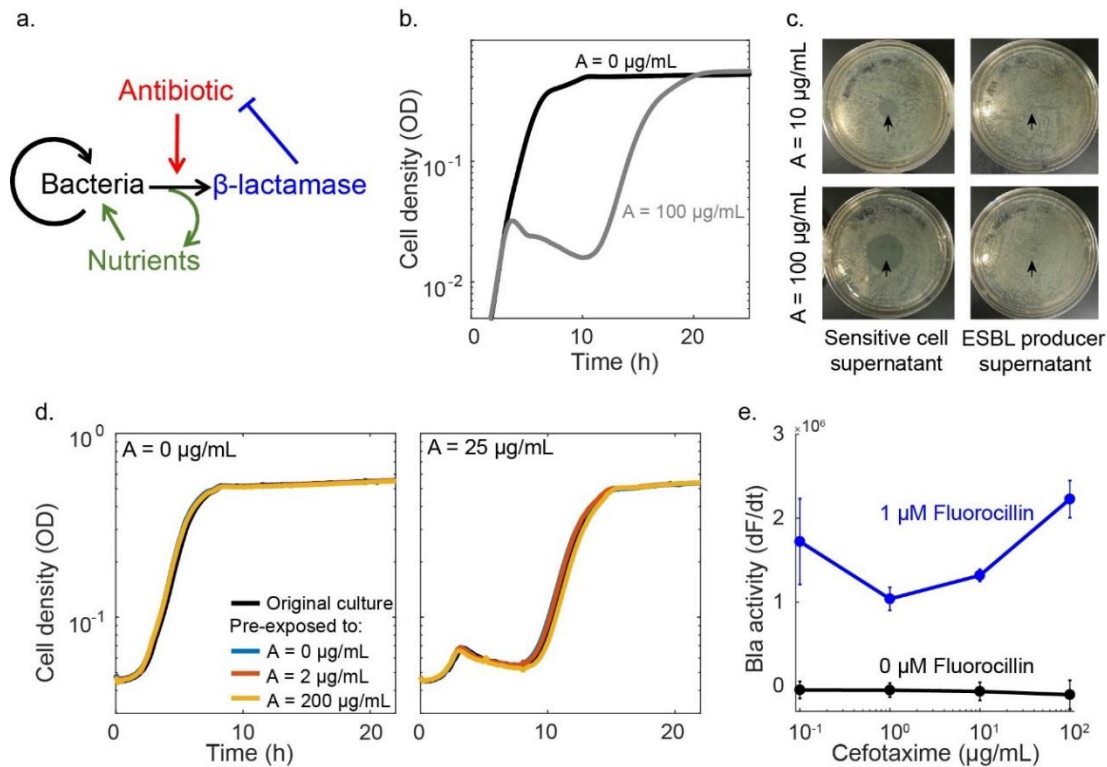 a.
Antibiotic
Bacteria
β-lactamase
Nutrients
b.
Cell density (OD)
10⁻¹
10⁻²
A = 0 µg/mL
A = 100 µg/mL
0
10
20
Time (h)
c.
A = 10 µg/mL
A = 100 µg/mL
Sensitive cell
supernatant
ESBL producer
supernatant
d.
Cell density (OD)
10⁰
10⁻¹
A = 0 µg/mL
Original culture
Pre-exposed to:
A = 0 µg/mL
A = 2 µg/mL
A = 200 µg/mL
0
10
20
Time (h)
A = 25 µg/mL
0
10
20
Time (h)
e.
×10⁶
Bla activity (dF/dt)
3
2
1
0
1 µM Fluorocillin
0 µM Fluorocillin
10⁻¹
10⁰
10¹
10²
Cefotaxime (µg/mL)